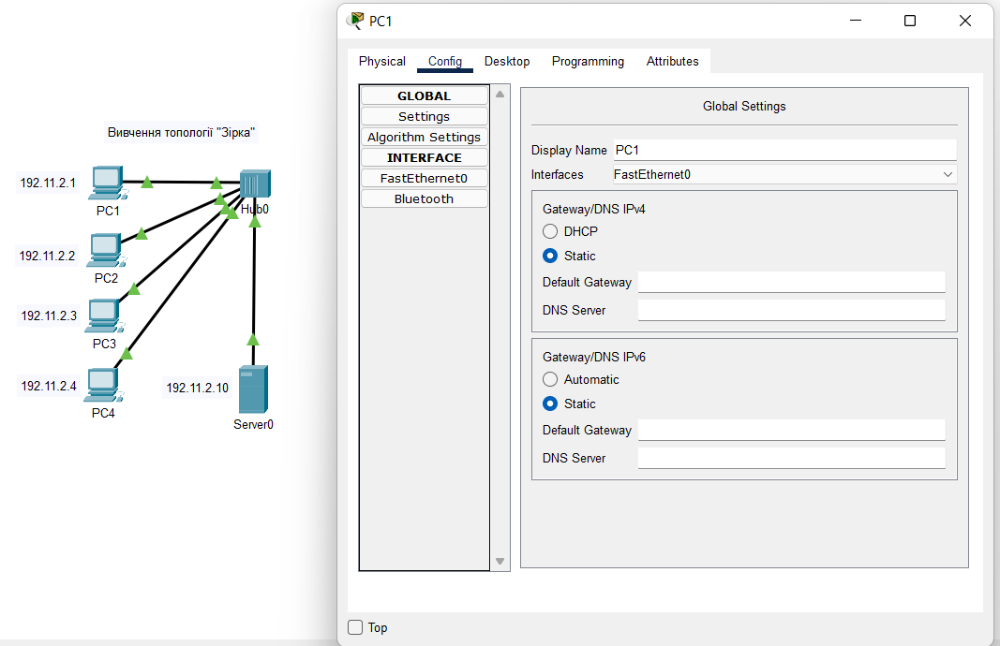 Вивчення топології "Зірка"
192.11.2.1
PC1
Hub0
192.11.2.2
PC2
192.11.2.3
PC3
192.11.2.4
PC4
192.11.2.10
Server0
PC1
Physical Config Desktop Programming Attributes
GLOBAL
Settings
Algorithm Settings
INTERFACE
FastEthernet0
Bluetooth
Global Settings
Display Name PC1
Interfaces FastEthernet0
Gateway/DNS IPv4
DHCP
Static
Default Gateway
DNS Server
Gateway/DNS IPv6
Automatic
Static
Default Gateway
DNS Server
Top